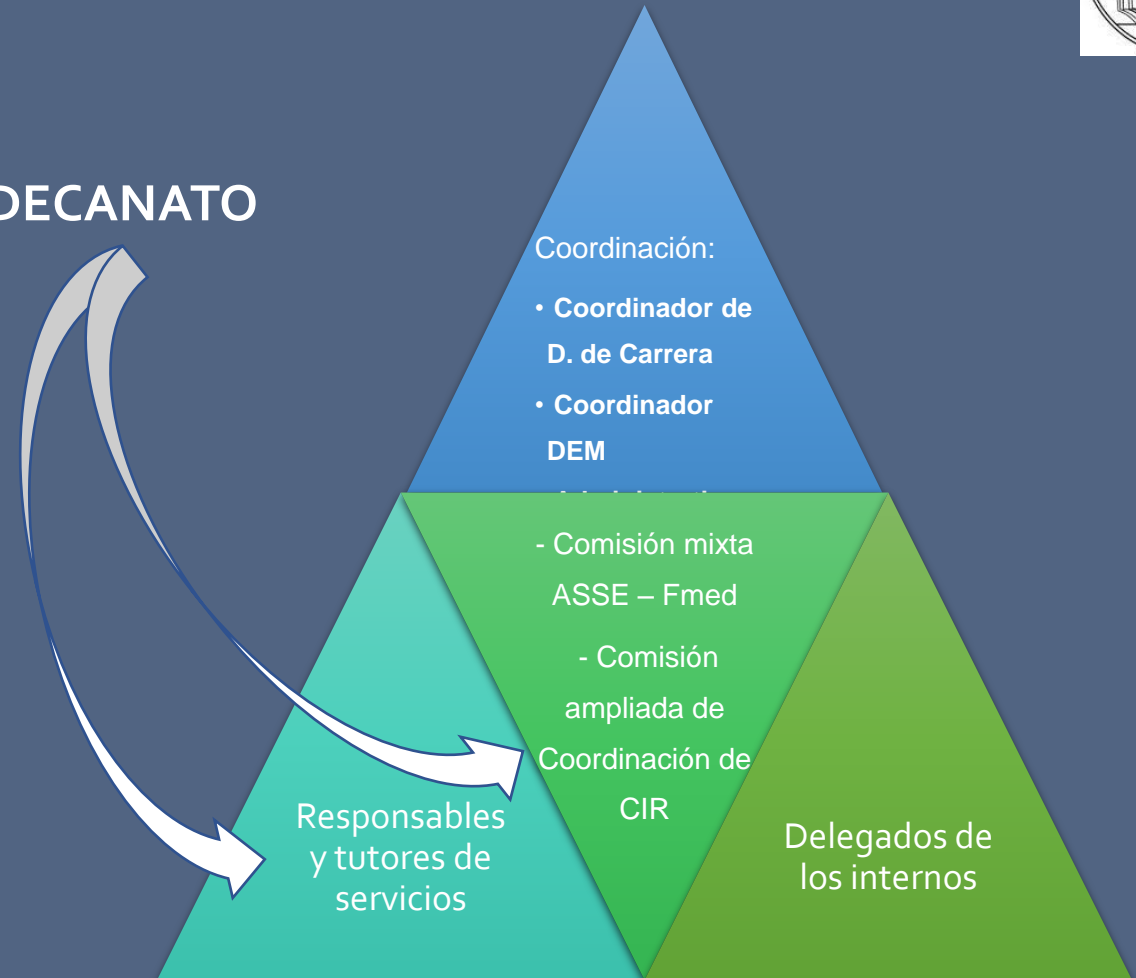 DECANATO
Coordinación:
• Coordinador de
D. de Carrera
• Coordinador
DEM
- Comisión mixta
ASSE – Fmed
- Comisión
ampliada de
Coordinación de
CIR
Responsables
y tutores de
servicios
Delegados de
los internos